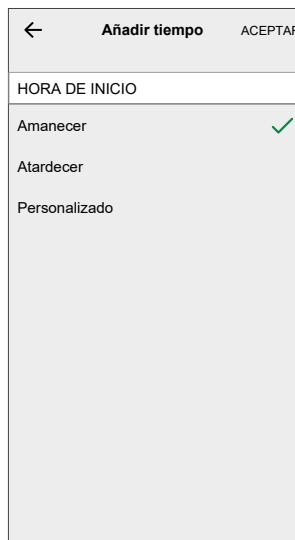 Añadir tiempo ACEPTAR
HORA DE INICIO
Amanecer
Atardecer
Personalizado